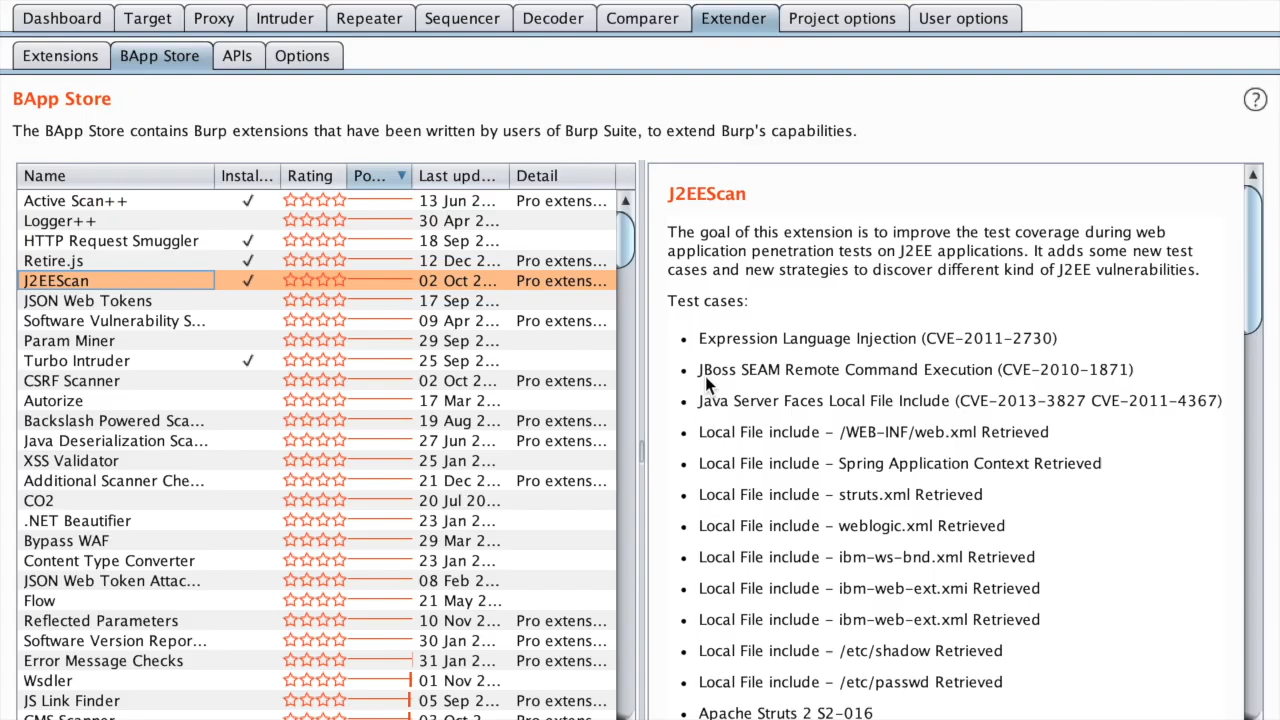 Dashboard Target Proxy Intruder Repeater Sequencer Decoder Comparer Extender Project options User options
Extensions BApp Store APIs Options
BApp Store
?
The BApp Store contains Burp extensions that have been written by users of Burp Suite, to extend Burp's capabilities.
Name Instal... Rating Po... Last upd... Detail
Active Scan++ ✓ 13 Jun 2... Pro extens...
Logger++ 30 Apr 2...
HTTP Request Smuggler ✓ 18 Sep 2...
Retire.js ✓ 12 Dec 2... Pro extens...
J2EEScan ✓ 02 Oct 2... Pro extens...
JSON Web Tokens 17 Sep 2...
Software Vulnerability S... 09 Apr 2... Pro extens...
Param Miner 29 Sep 2...
Turbo Intruder ✓ 25 Sep 2...
CSRF Scanner 02 Oct 2... Pro extens...
Autorize 17 Mar 2...
Backslash Powered Sca... 19 Aug 2... Pro extens...
Java Deserialization Sca... 27 Jun 2... Pro extens...
XSS Validator 25 Jan 2...
Additional Scanner Che... 21 Dec 2... Pro extens...
CO2 20 Jul 20...
.NET Beautifier 23 Jan 2...
Bypass WAF 29 Mar 2...
Content Type Converter 23 Jan 2...
JSON Web Token Attac... 08 Feb 2...
Flow 21 May 2...
Reflected Parameters 10 Nov 2... Pro extens...
Software Version Repor... 30 Jan 2... Pro extens...
Error Message Checks 31 Jan 2... Pro extens...
Wsdler 01 Nov 2...
JS Link Finder 05 Sep 2... Pro extens...
J2EEScan
The goal of this extension is to improve the test coverage during web
application penetration tests on J2EE applications. It adds some new test
cases and new strategies to discover different kind of J2EE vulnerabilities.
Test cases:
• Expression Language Injection (CVE-2011-2730)
• JBoss SEAM Remote Command Execution (CVE-2010-1871)
• Java Server Faces Local File Include (CVE-2013-3827 CVE-2011-4367)
• Local File include - /WEB-INF/web.xml Retrieved
• Local File include - Spring Application Context Retrieved
• Local File include - struts.xml Retrieved
• Local File include - weblogic.xml Retrieved
• Local File include - ibm-ws-bnd.xml Retrieved
• Local File include - ibm-web-ext.xmi Retrieved
• Local File include - ibm-web-ext.xml Retrieved
• Local File include - /etc/shadow Retrieved
• Local File include - /etc/passwd Retrieved
• Apache Struts 2 S2-016